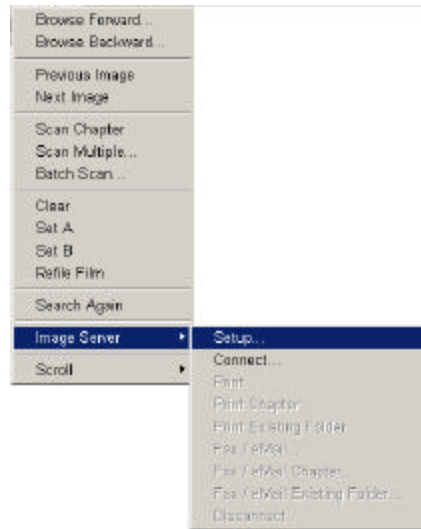 Browse Forward...
Browse Backward...
Previous Image
Next Image
Scan Chapter
Scan Multiple...
Batch Scan...
Clear
Set A
Set B
Refile Film
Search Again
Image Server
Scroll
Setup...
Connect...
Print
Print Chapter
Print Existing Folder
Fax / eMail...
Fax / eMail Chapter...
Fax / eMail Existing Folder...
Disconnect